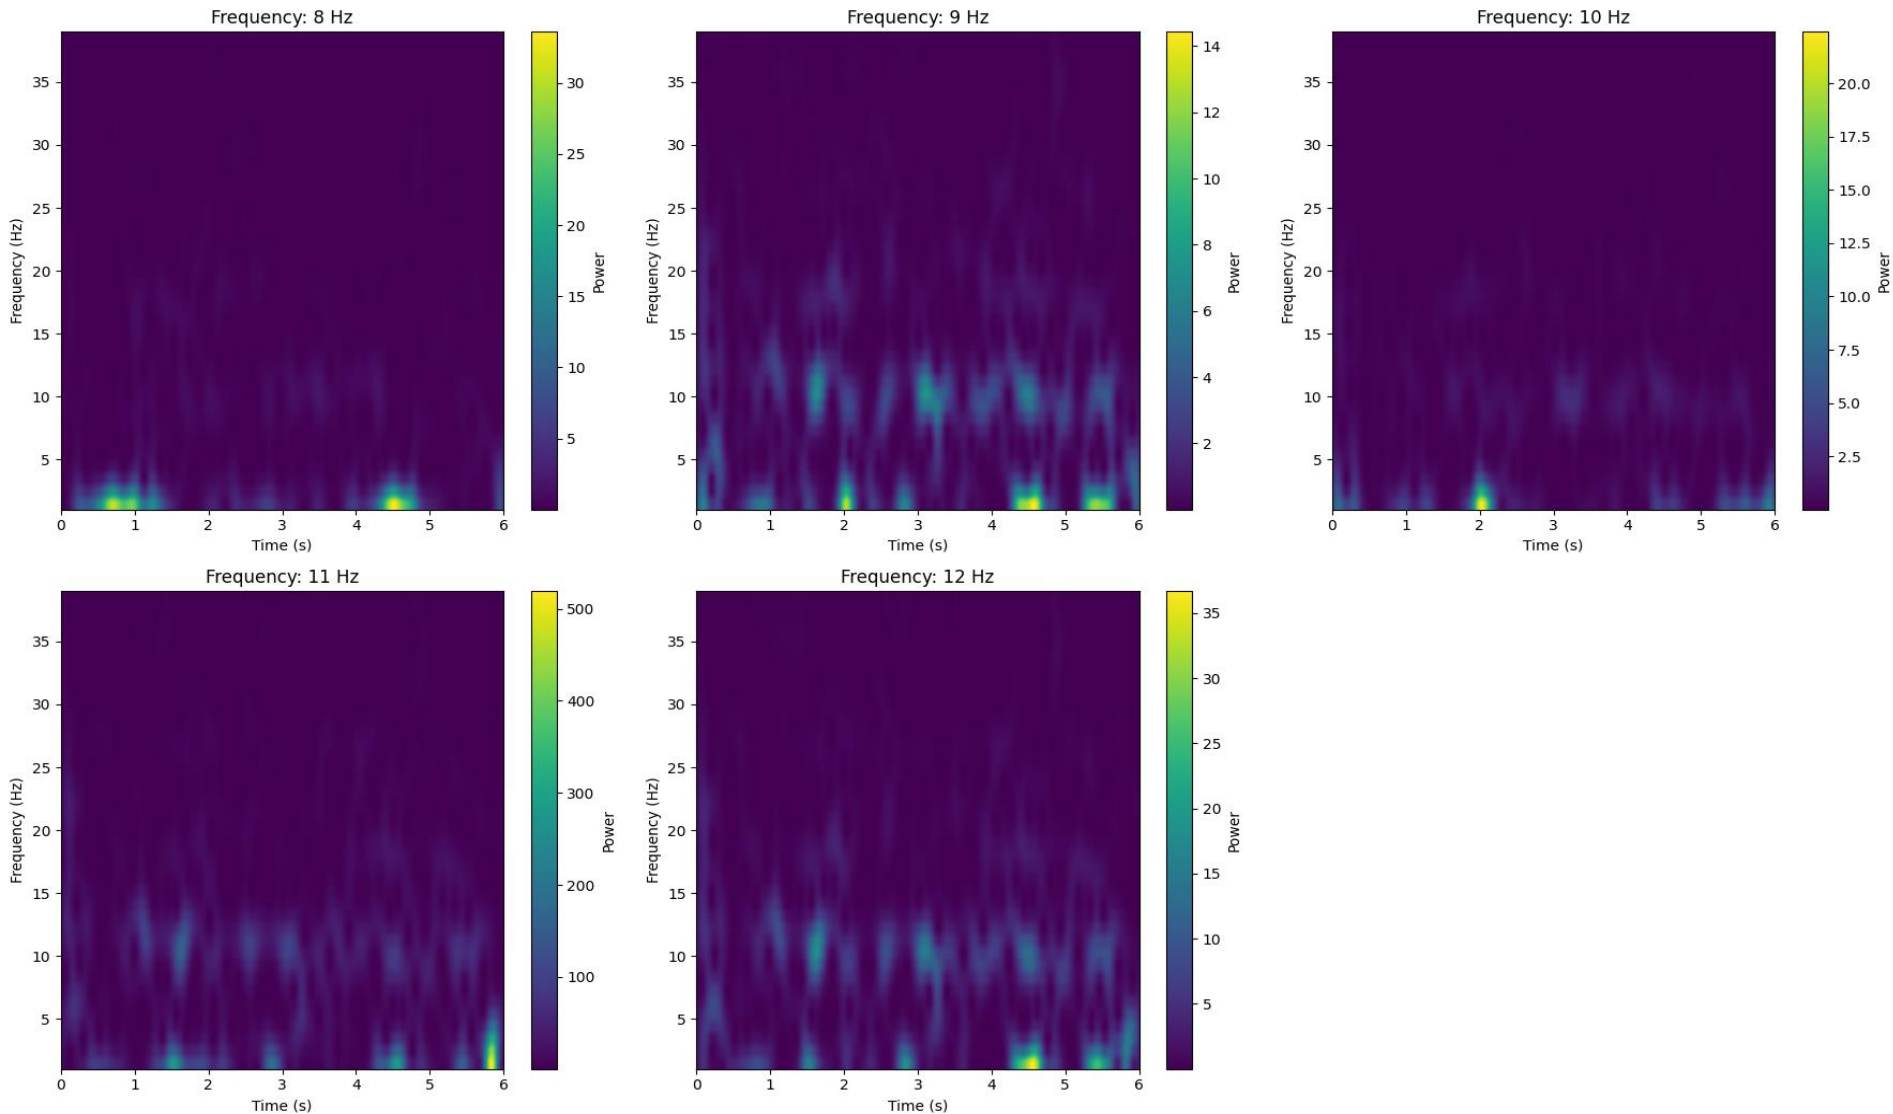 Frequency: 8 Hz
Frequency (Hz)
35
30
25
20
15
10
5
0 1 2 3 4 5 6
Time (s)
30
25
20
15
10
5
Power
Frequency: 9 Hz
Frequency (Hz)
35
30
25
20
15
10
5
0 1 2 3 4 5 6
Time (s)
14
12
10
8
6
4
2
Power
Frequency: 10 Hz
Frequency (Hz)
35
30
25
20
15
10
5
0 1 2 3 4 5 6
Time (s)
20.0
17.5
15.0
12.5
10.0
7.5
5.0
2.5
Power
Frequency: 11 Hz
Frequency (Hz)
35
30
25
20
15
10
5
0 1 2 3 4 5 6
Time (s)
500
400
300
200
100
Power
Frequency: 12 Hz
Frequency (Hz)
35
30
25
20
15
10
5
0 1 2 3 4 5 6
Time (s)
35
30
25
20
15
10
5
Power